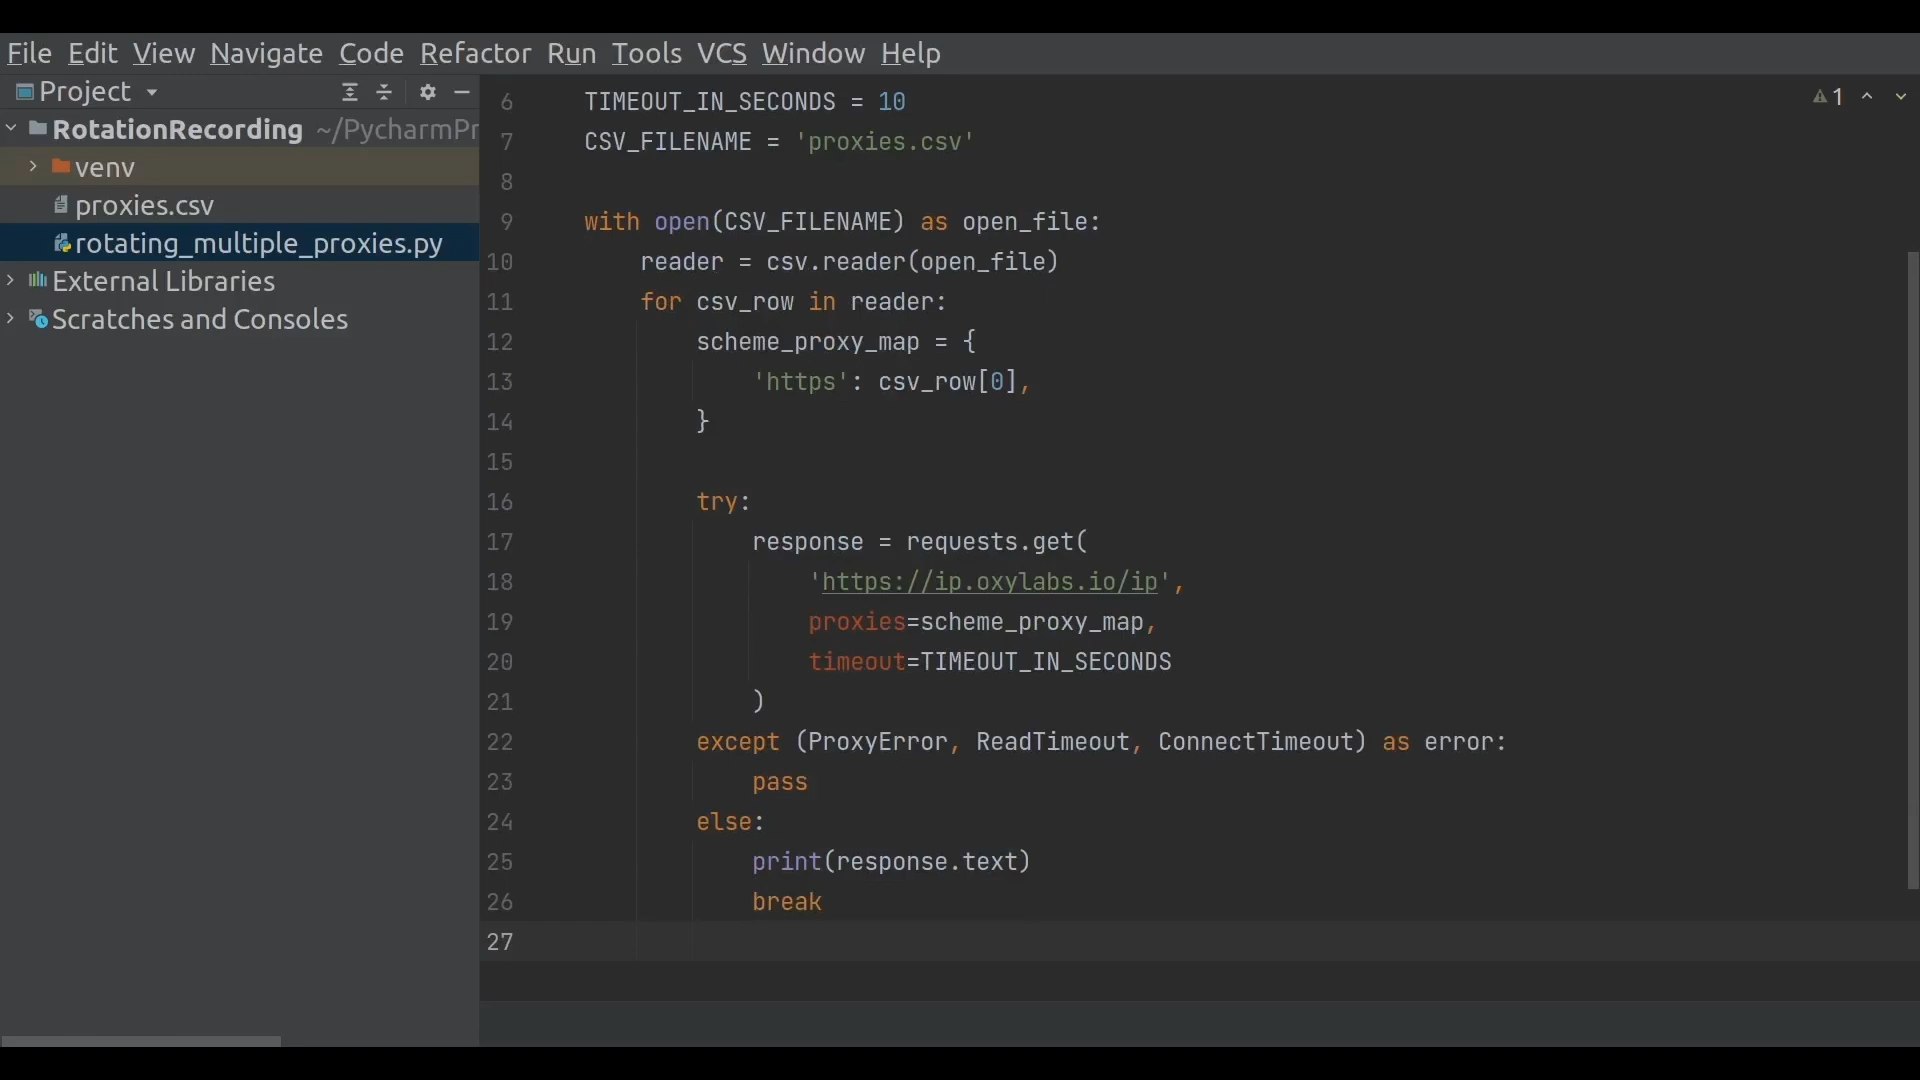 File Edit View Navigate Code Refactor Run Tools VCS Window Help
Project
RotationRecording ~/PycharmPr
venv
proxies.csv
rotating_multiple_proxies.py
External Libraries
Scratches and Consoles
1
6 TIMEOUT_IN_SECONDS = 10
7 CSV_FILENAME = 'proxies.csv'
8
9 with open(CSV_FILENAME) as open_file:
10 reader = csv.reader(open_file)
11 for csv_row in reader:
12 scheme_proxy_map = {
13 'https': csv_row[0],
14 }
15
16 try:
17 response = requests.get(
18 'https://ip.oxylabs.io/ip',
19 proxies=scheme_proxy_map,
20 timeout=TIMEOUT_IN_SECONDS
21 )
22 except (ProxyError, ReadTimeout, ConnectTimeout) as error:
23 pass
24 else:
25 print(response.text)
26 break
27